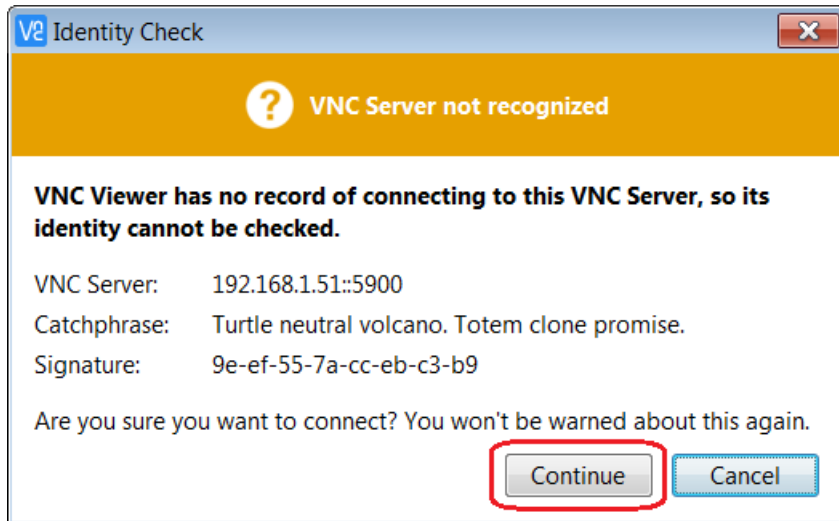 V2 Identity Check
? VNC Server not recognized
VNC Viewer has no record of connecting to this VNC Server, so its
identity cannot be checked.
VNC Server: 192.168.1.51::5900
Catchphrase: Turtle neutral volcano. Totem clone promise.
Signature: 9e-ef-55-7a-cc-eb-c3-b9
Are you sure you want to connect? You won't be warned about this again.
Continue Cancel